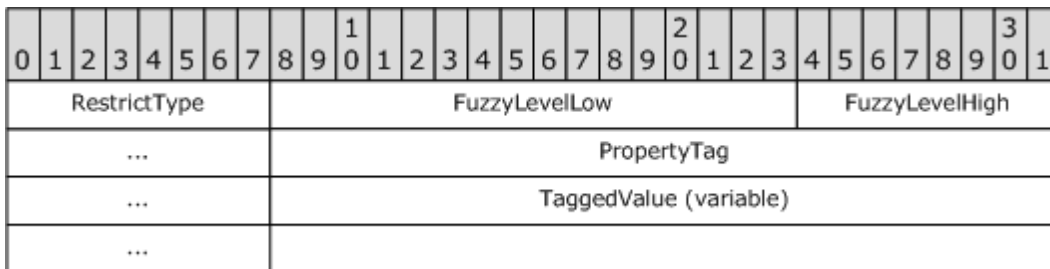 1 2 3
0 1 2 3 4 5 6 7 8 9 0 1 2 3 4 5 6 7 8 9 0 1 2 3 4 5 6 7 8 9 0 1
RestrictType FuzzyLevelLow FuzzyLevelHigh
... PropertyTag
... TaggedValue (variable)
...